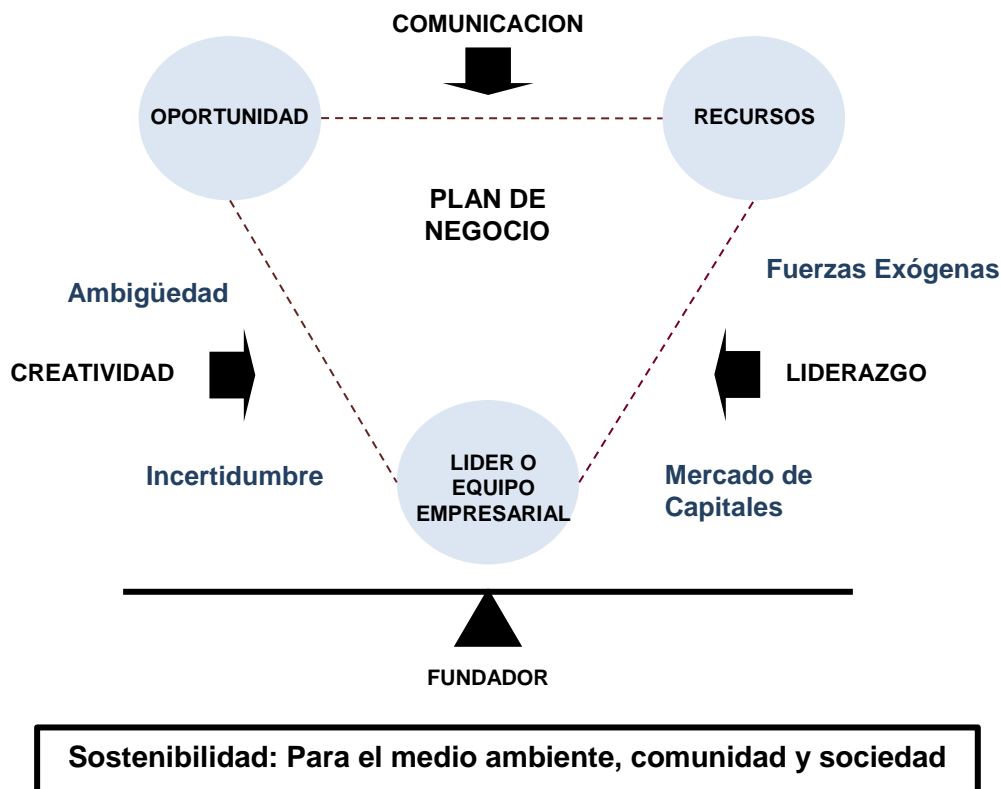 COMUNICACION
OPORTUNIDAD
RECURSOS
PLAN DE
NEGOCIO
Fuerzas Exógenas
Ambigüedad
CREATIVIDAD
LIDERAZGO
LIDER O
EQUIPO
EMPRESARIAL
Incertidumbre
Mercado de
Capitales
FUNDADOR
Sostenibilidad: Para el medio ambiente, comunidad y sociedad